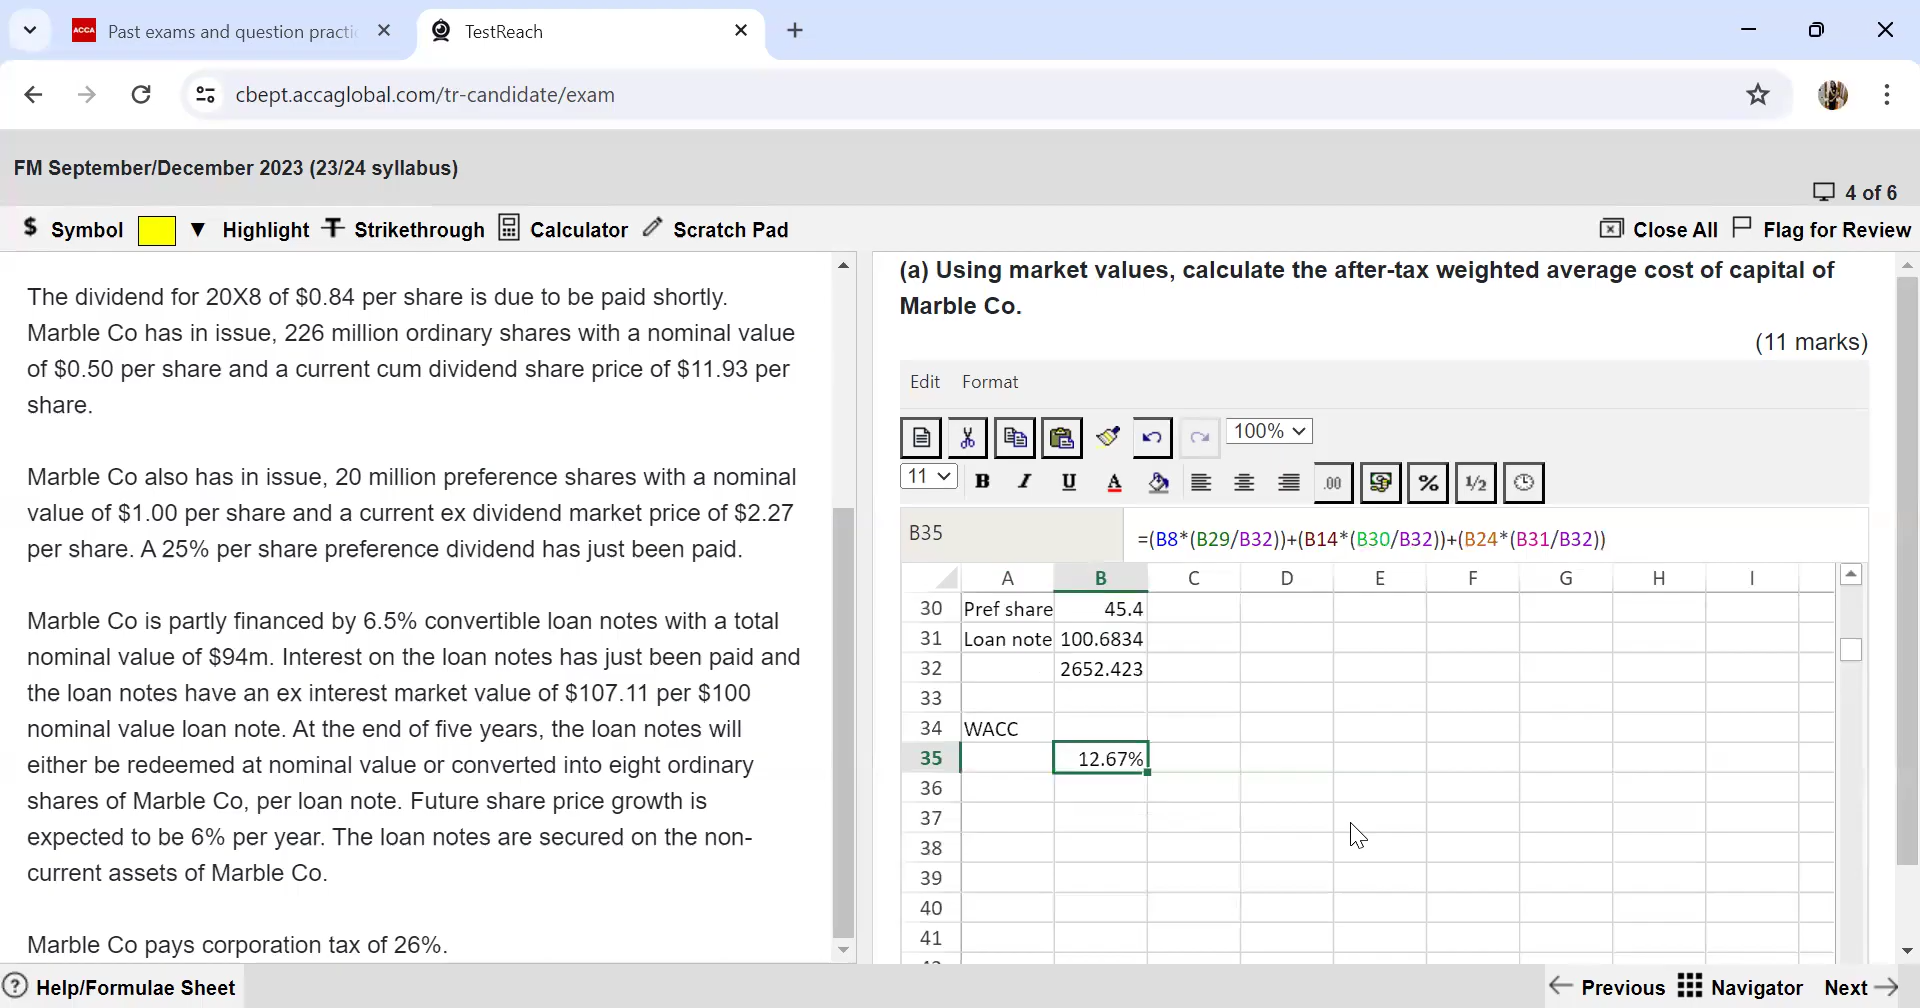 ACCA
Past exams and question practi
TestReach
cbept.accaglobal.com/tr-candidate/exam
FM September/December 2023 (23/24 syllabus)
4 of 6
$ Symbol
Highlight
Strikethrough
Calculator
Scratch Pad
Close All
Flag for Review
The dividend for 20X8 of $0.84 per share is due to be paid shortly.
Marble Co has in issue, 226 million ordinary shares with a nominal value
of $0.50 per share and a current cum dividend share price of $11.93 per
share.
Marble Co also has in issue, 20 million preference shares with a nominal
value of $1.00 per share and a current ex dividend market price of $2.27
per share. A 25% per share preference dividend has just been paid.
Marble Co is partly financed by 6.5% convertible loan notes with a total
nominal value of $94m. Interest on the loan notes has just been paid and
the loan notes have an ex interest market value of $107.11 per $100
nominal value loan note. At the end of five years, the loan notes will
either be redeemed at nominal value or converted into eight ordinary
shares of Marble Co, per loan note. Future share price growth is
expected to be 6% per year. The loan notes are secured on the non-
current assets of Marble Co.
Marble Co pays corporation tax of 26%.
(a) Using market values, calculate the after-tax weighted average cost of capital of
Marble Co.
(11 marks)
Edit Format
100%
11 B I U A .00 % 1/2
B35 =(B8*(B29/B32))+(B14*(B30/B32))+(B24*(B31/B32))
A B C D E F G H I
30 Pref share 45.4
31 Loan note 100.6834
32 2652.423
33
34 WACC
35 12.67%
36
37
38
39
40
41
? Help/Formulae Sheet
Previous
Navigator
Next